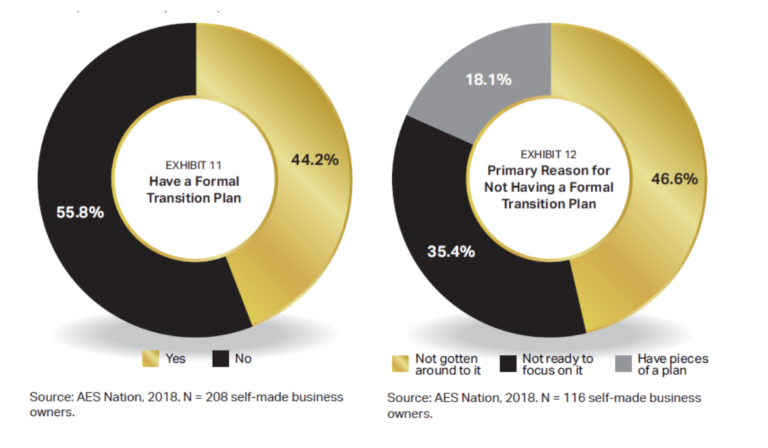 EXHIBIT 11
Have a Formal
Transition Plan
44.2%
55.8%
Yes
No
Source: AES Nation, 2018. N = 208 self-made business
owners.
EXHIBIT 12
Primary Reason for
Not Having a Formal
Transition Plan
18.1%
46.6%
35.4%
Not gotten
around to it
Not ready to
focus on it
Have pieces
of a plan
Source: AES Nation, 2018. N = 116 self-made business
owners.